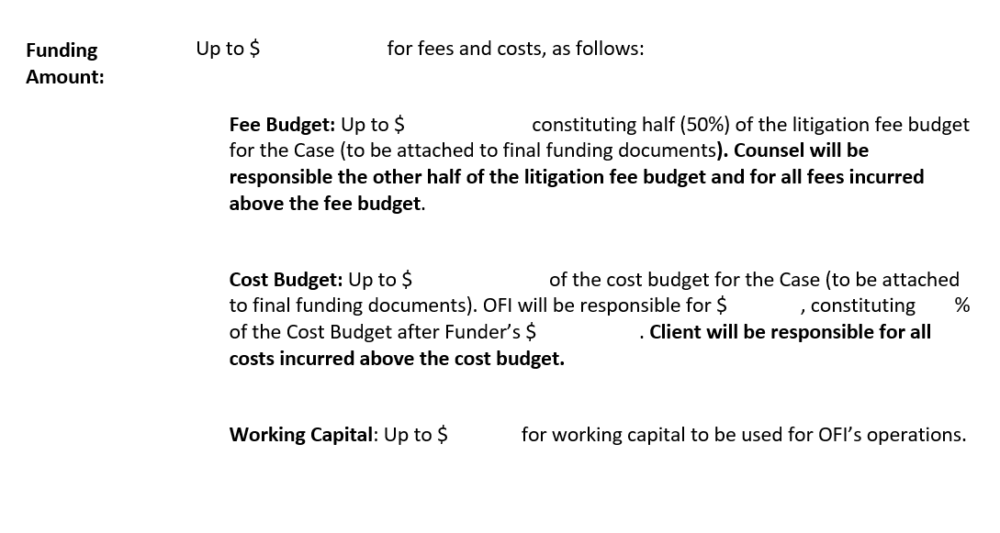 Funding Amount:
Up to $ for fees and costs, as follows:
Fee Budget: Up to $ constituting half (50%) of the litigation fee budget
for the Case (to be attached to final funding documents). Counsel will be
responsible the other half of the litigation fee budget and for all fees incurred
above the fee budget.
Cost Budget: Up to $ of the cost budget for the Case (to be attached
to final funding documents). OFI will be responsible for $ , constituting %
of the Cost Budget after Funder’s $ . Client will be responsible for all
costs incurred above the cost budget.
Working Capital: Up to $ for working capital to be used for OFI’s operations.